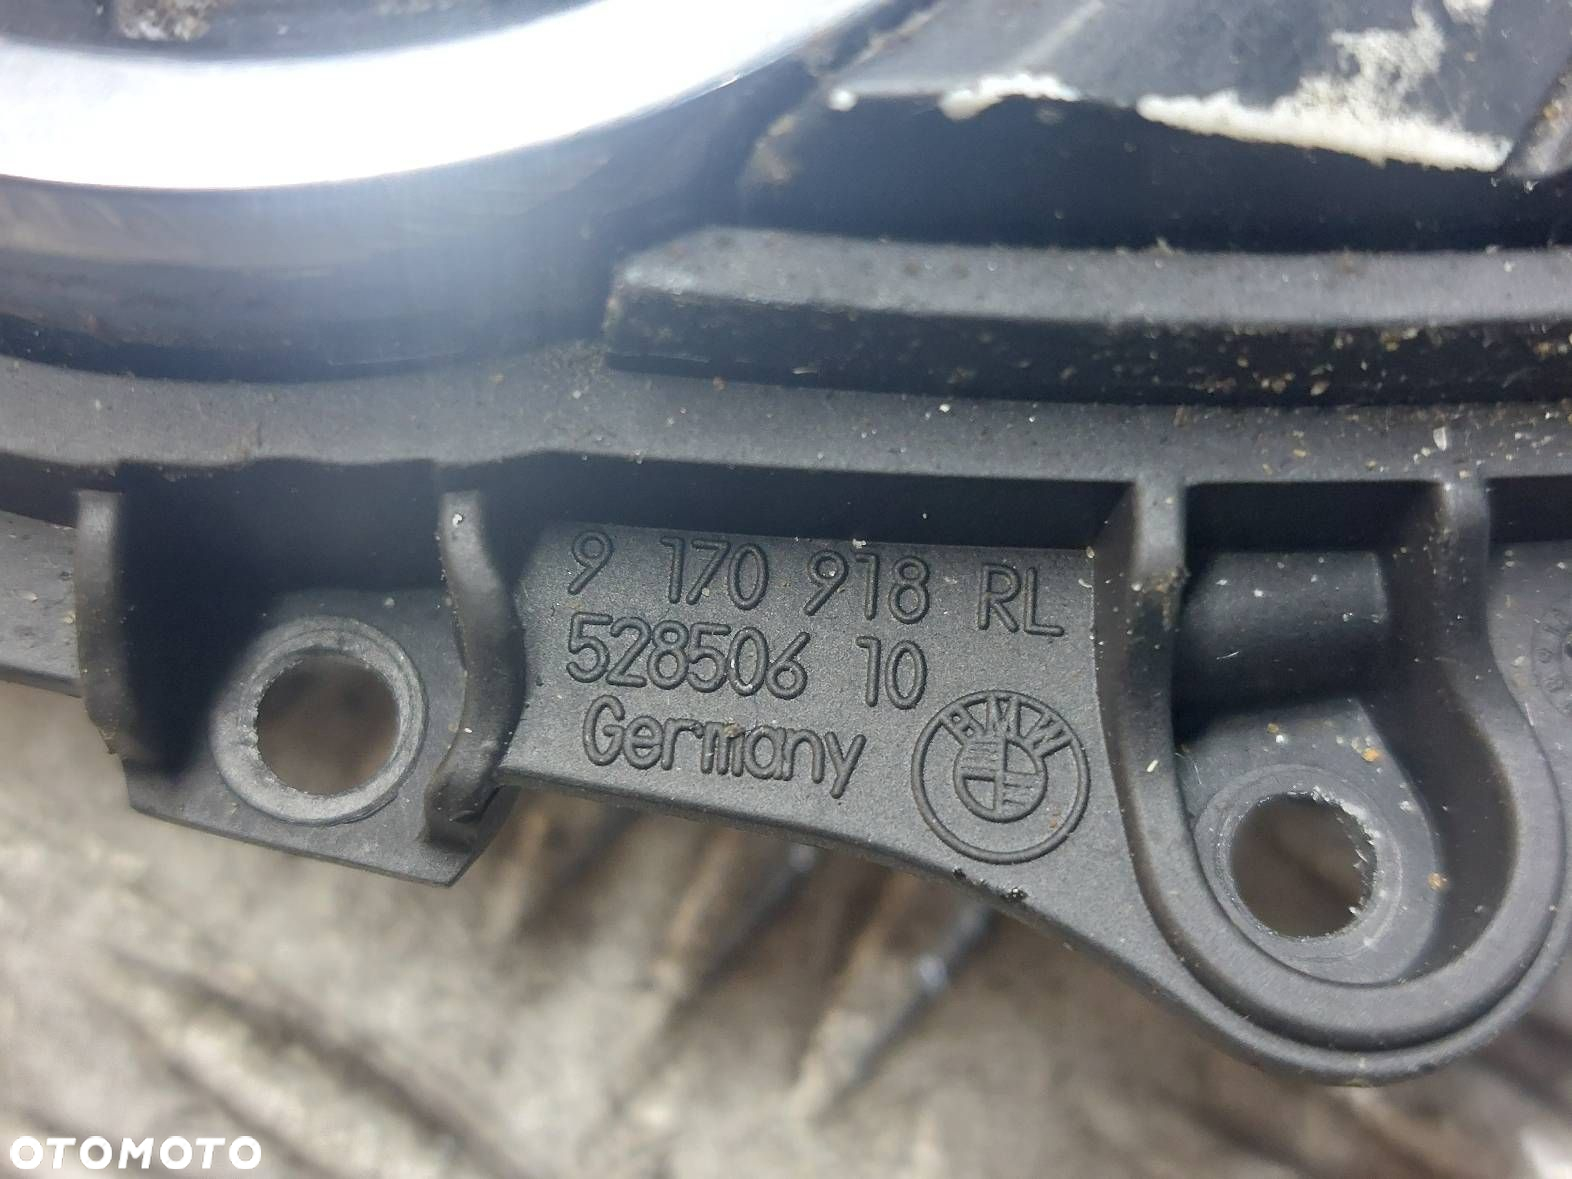 9 170 918 RL
528506 10
Germany
BMW
OTOMOTO